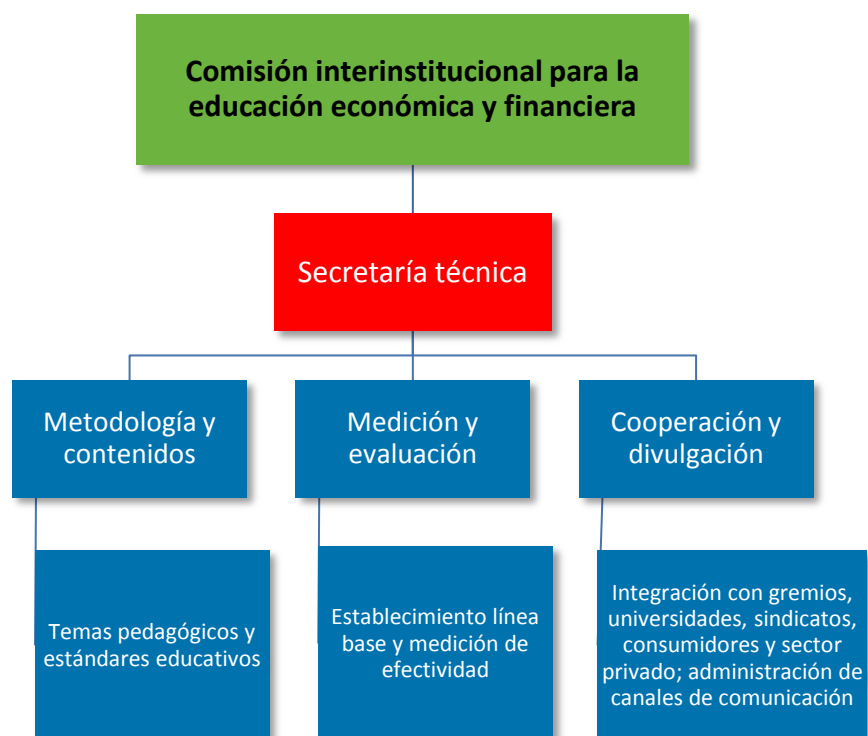 Comisión interinstitucional para la
educación económica y financiera
Secretaría técnica
Metodología y
contenidos
Medición y
evaluación
Cooperación y
divulgación
Temas pedagógicos y
estándares educativos
Establecimiento línea
base y medición de
efectividad
Integración con gremios,
universidades, sindicatos,
consumidores y sector
privado; administración de
canales de comunicación